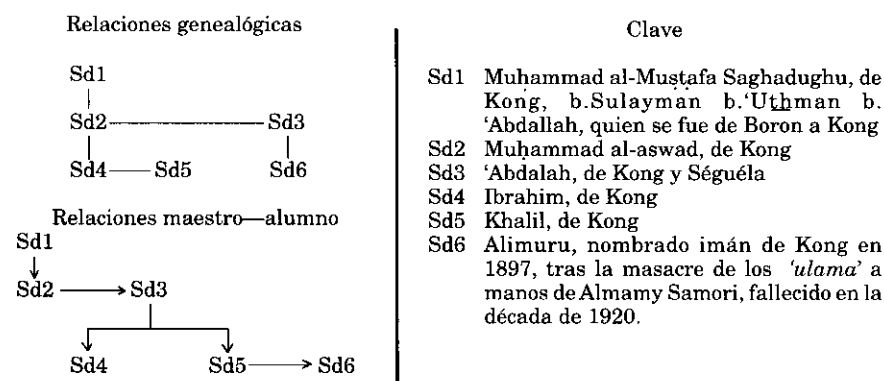 Relaciones genealógicas
Sd1
Sd2 Sd3
Sd4 Sd5 Sd6
Relaciones maestro—alumno
Sd1
Sd2 Sd3
Sd4 Sd5 Sd6
Clave
Sd1 Muḥammad al-Muṣṭafa Saghadughu, de
Kong, b.Sulayman b.‘Uthman b.
‘Abdallah, quien se fue de Boron a Kong
Sd2 Muḥammad al-aswad, de Kong
Sd3 ‘Abdalah, de Kong y Séguéla
Sd4 Ibrahim, de Kong
Sd5 Khalil, de Kong
Sd6 Alimuru, nombrado imán de Kong en
1897, tras la masacre de los ‘ulama’ a
manos de Almamy Samori, fallecido en la
década de 1920.